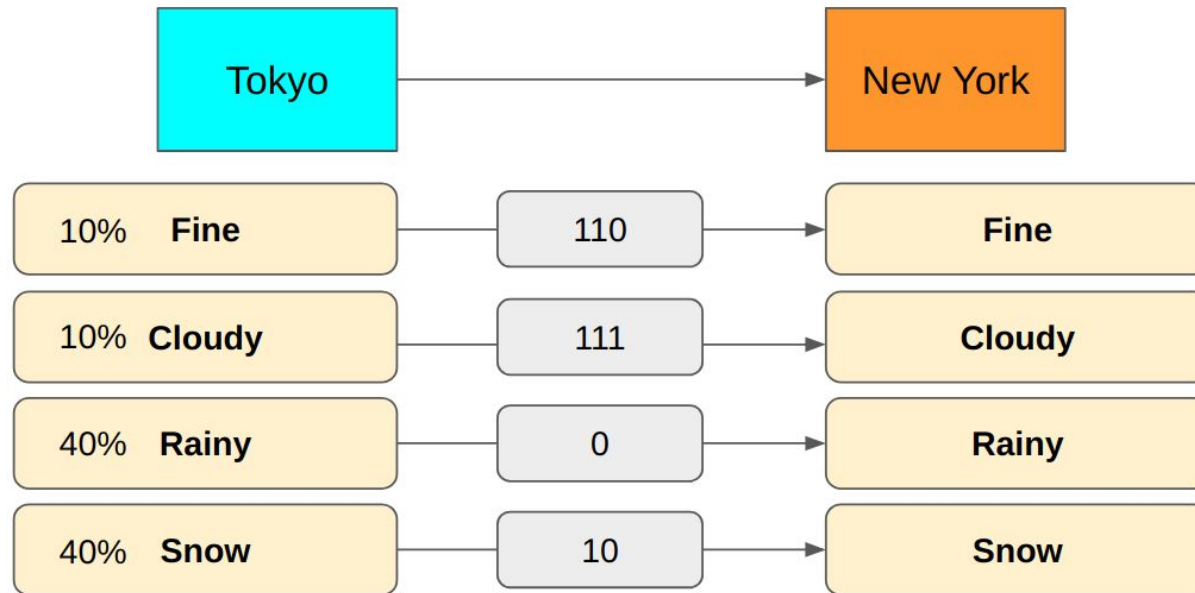 Tokyo New York
10% Fine 110 Fine
10% Cloudy 111 Cloudy
40% Rainy 0 Rainy
40% Snow 10 Snow